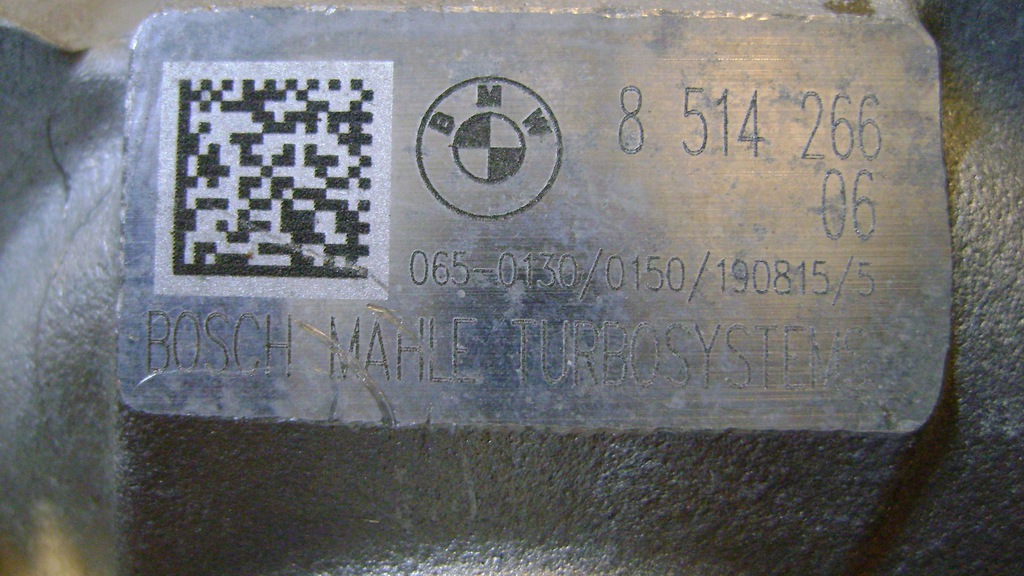 BMW
8 514 266
06
065-0130/0150/190815/5
BOSCH MAHLE TURBOSYSTEMS